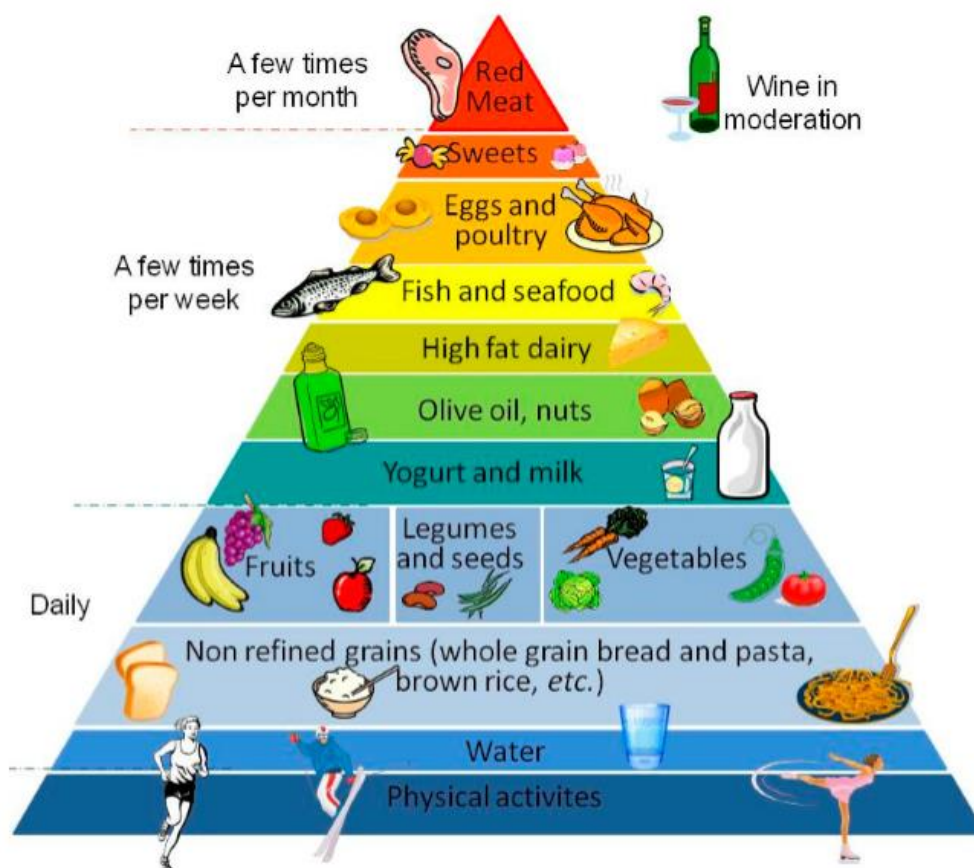 A few times
per month
Red
Meat
Wine in
moderation
Sweets
Eggs and
poultry
A few times
per week
Fish and seafood
High fat dairy
Olive oil, nuts
Yogurt and milk
Fruits
Legumes
and seeds
Vegetables
Daily
Non refined grains (whole grain bread and pasta,
brown rice, etc.)
Water
Physical activites